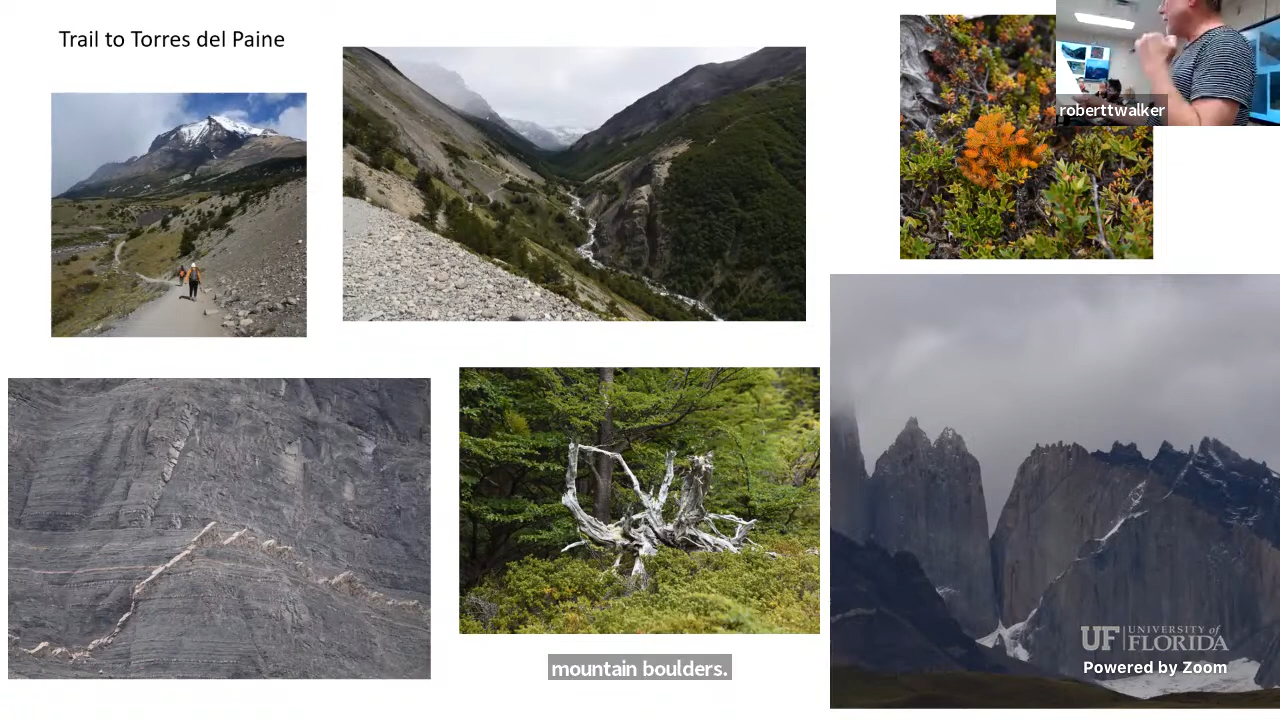 Trail to Torres del Paine
roberttwalker
UF UNIVERSITY of
FLORIDA
Powered by Zoom
mountain boulders.